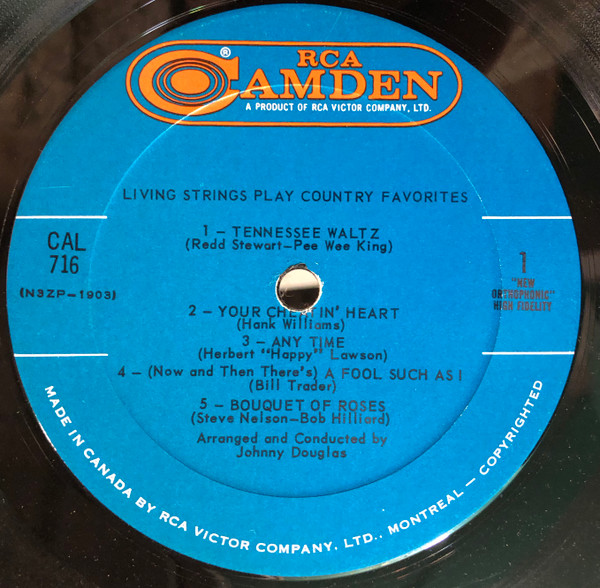 RCA
CAMDEN®
A PRODUCT OF RCA VICTOR COMPANY, LTD.
LIVING STRINGS PLAY COUNTRY FAVORITES
1 – TENNESSEE WALTZ
(Redd Stewart–Pee Wee King)
CAL
716
(N3ZP–1903)
1
"NEW
ORTHOPHONIC"
HIGH FIDELITY
2 – YOUR CHEATIN' HEART
(Hank Williams)
3 – ANY TIME
(Herbert "Happy" Lawson)
4 – (Now and Then There's) A FOOL SUCH AS I
(Bill Trader)
5 – BOUQUET OF ROSES
(Steve Nelson–Bob Hilliard)
Arranged and Conducted by
Johnny Douglas
MADE IN CANADA BY RCA VICTOR COMPANY, LTD., MONTREAL – COPYRIGHTED